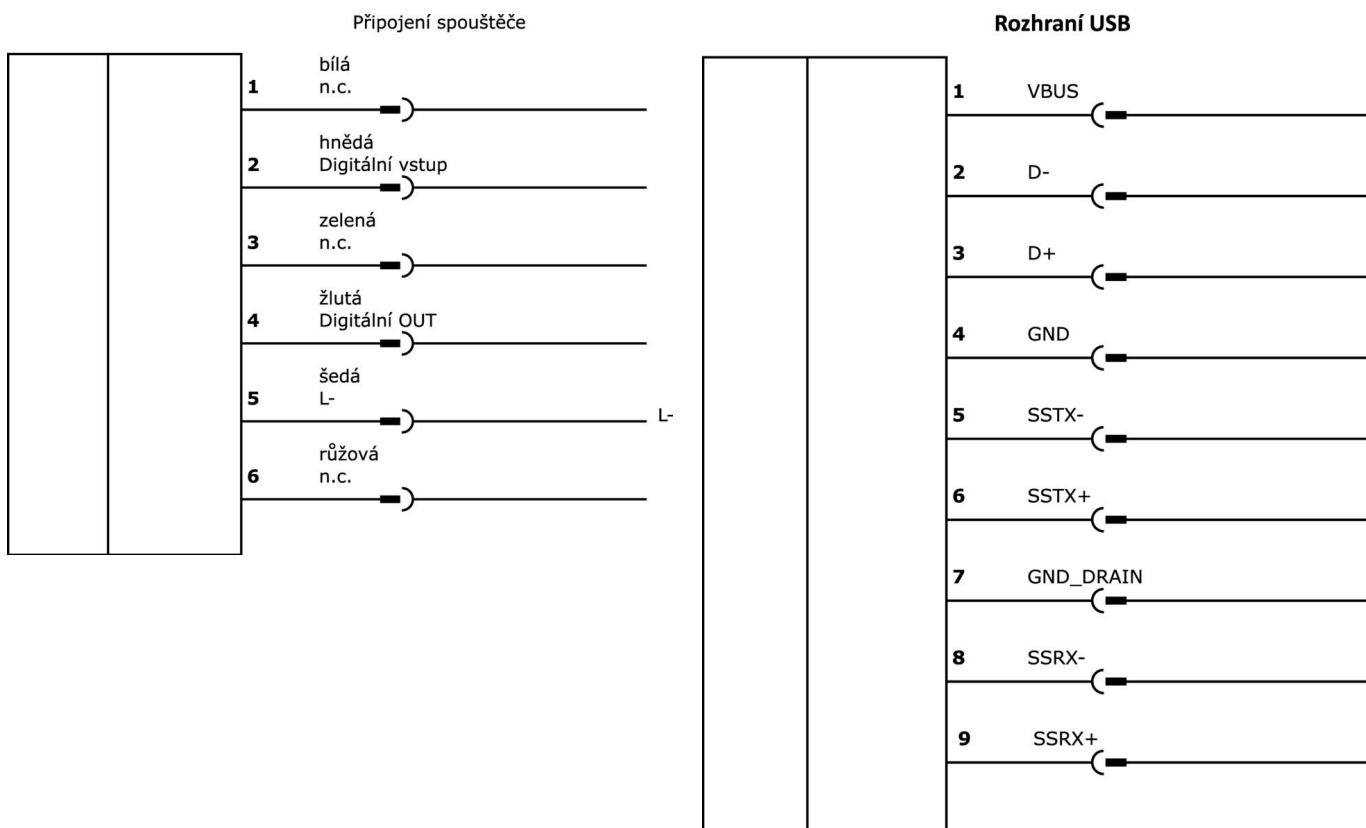 Připojení spouštěče
bílá
1 n.c.
hnědá
2 Digitální vstup
zelená
3 n.c.
žlutá
4 Digitální OUT
šedá
5 L-
L-
růžová
6 n.c.
Rozhraní USB
1 VBUS
2 D-
3 D+
4 GND
5 SSTX-
6 SSTX+
7 GND_DRAIN
8 SSRX-
9 SSRX+